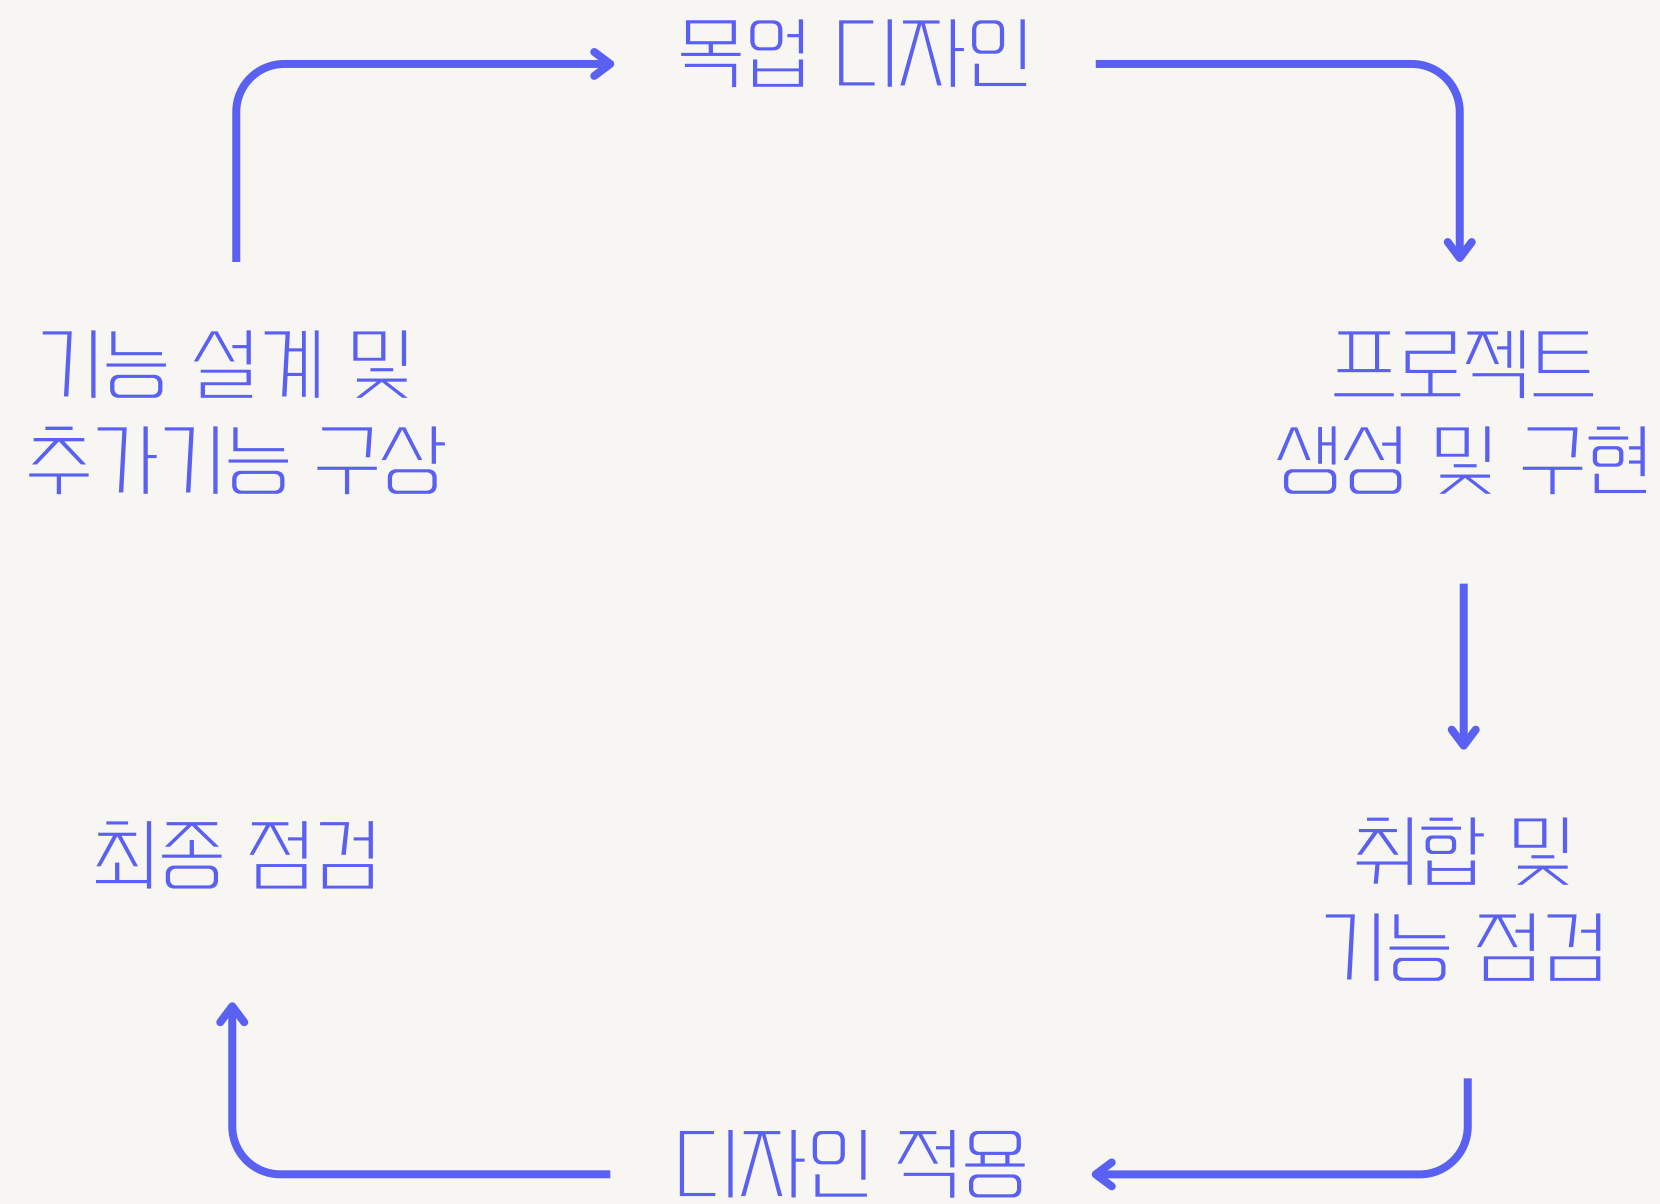 목업 디자인
기능 설계 및
추가기능 구상
프로젝트
생성 및 구현
최종 점검
취합 및
기능 점검
디자인 적용